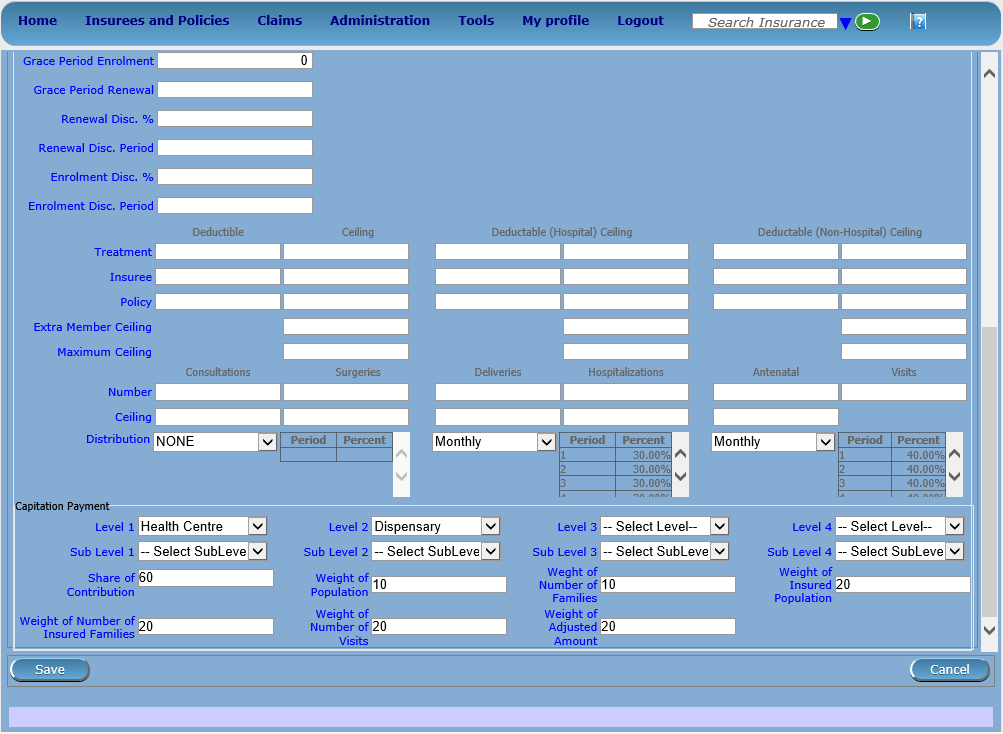 Home Insurees and Policies Claims Administration Tools My profile Logout Search Insurance ?
Grace Period Enrolment 0
Grace Period Renewal
Renewal Disc. %
Renewal Disc. Period
Enrolment Disc. %
Enrolment Disc. Period
Deductible Ceiling Deductable (Hospital) Ceiling Deductable (Non-Hospital) Ceiling
Treatment
Insuree
Policy
Extra Member Ceiling
Maximum Ceiling
Consultations Surgeries Deliveries Hospitalizations Antenatal Visits
Number
Ceiling
Distribution NONE Period Percent Monthly Period Percent Monthly Period Percent
1 30.00% 1 40.00%
2 30.00% 2 40.00%
3 30.00% 3 40.00%
4 30.00% 4 40.00%
Capitation Payment
Level 1 Health Centre Level 2 Dispensary Level 3 -- Select Level-- Level 4 -- Select Level--
Sub Level 1 -- Select SubLeve Sub Level 2 -- Select SubLeve Sub Level 3 -- Select SubLeve Sub Level 4 -- Select SubLeve
Share of Contribution 60 Weight of Population 10 Weght of Number of Families 10 Weight of Insured Population 20
Weight of Number of Insured Families 20 Weight of Number of Visits 20 Weight of Adjusted Amount 20
Save Cancel